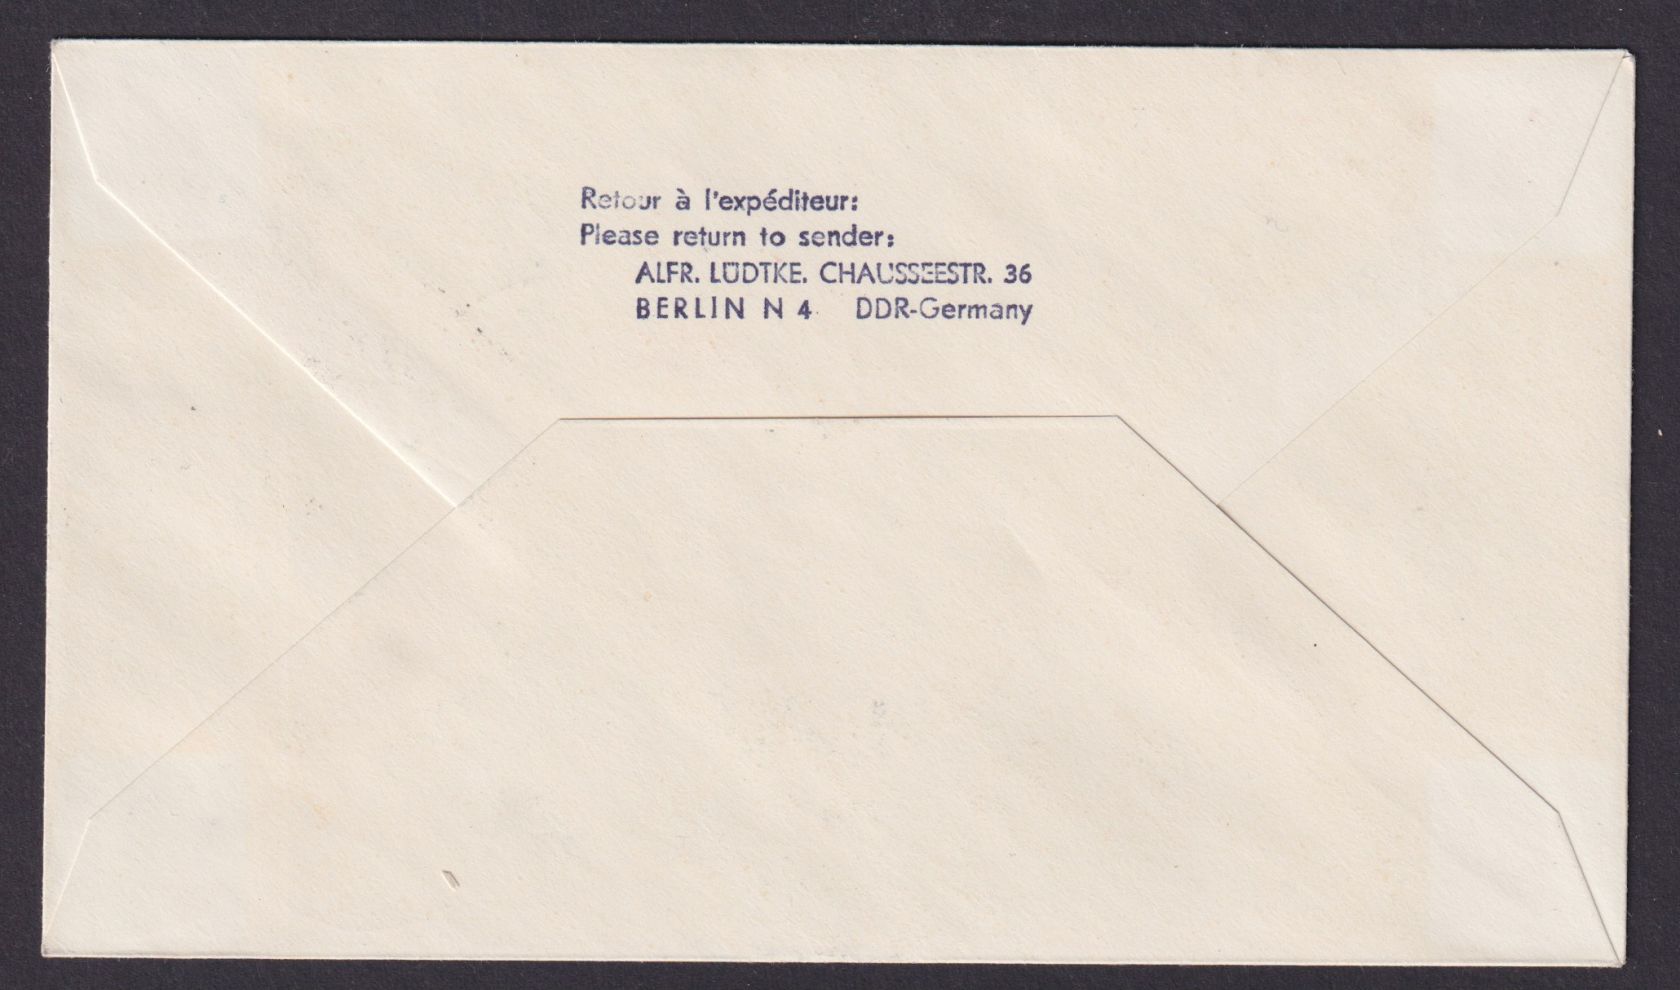 Retour à l'expéditeur:
Please return to sender:
ALFR. LÜDTKE. CHAUSSEESTR. 36
BERLIN N 4 DDR-Germany